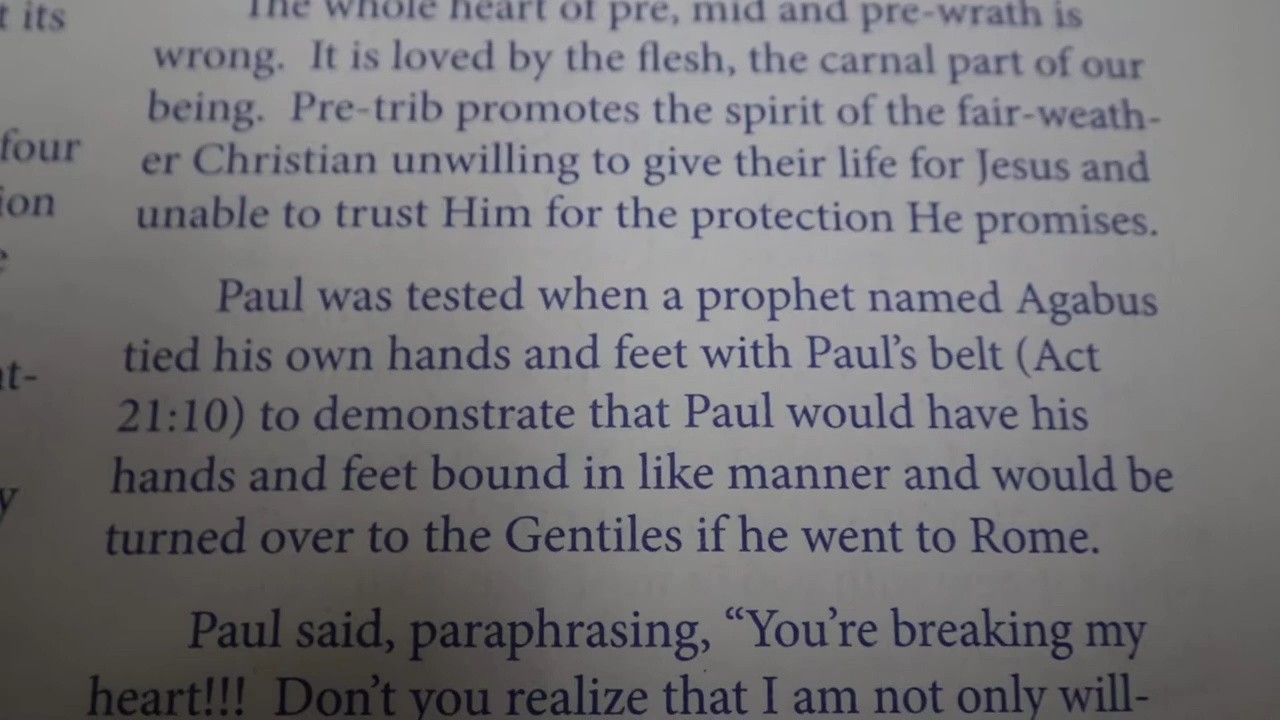 t its
four
ion
e
at-
y
The whole heart of pre, mid and pre-wrath is
wrong. It is loved by the flesh, the carnal part of our
being. Pre-trib promotes the spirit of the fair-weath-
er Christian unwilling to give their life for Jesus and
unable to trust Him for the protection He promises.
Paul was tested when a prophet named Agabus
tied his own hands and feet with Paul's belt (Act
21:10) to demonstrate that Paul would have his
hands and feet bound in like manner and would be
turned over to the Gentiles if he went to Rome.
Paul said, paraphrasing, “You're breaking my
heart!!! Don't you realize that I am not only will-